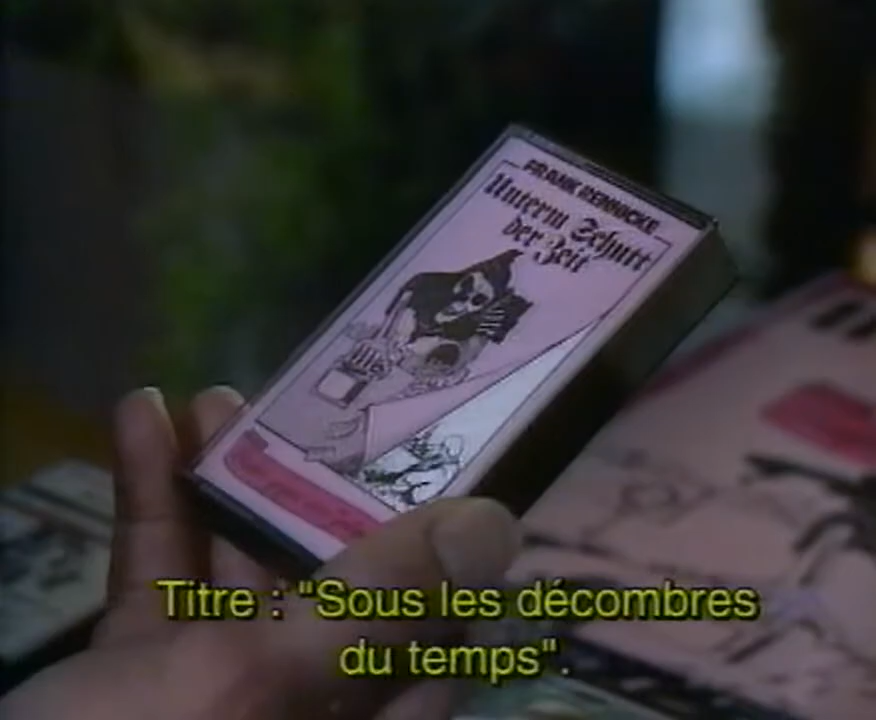 FRANK RENNICKE
Unterm Schutt
der Zeit
Titre : "Sous les décombres
du temps".